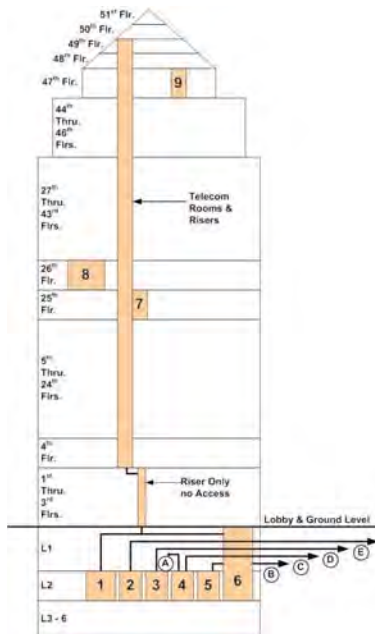 51st Flr.
50th Flr.
49th Flr.
48th Flr.
47th Flr.
9
44th
Thru.
46th
Flrs.
27th
Thru.
43rd
Flrs.
Telecom
Rooms &
Risers
26th
Flr.
8
25th
Flr.
7
5th
Thru.
24th
Flrs.
4th
Flr.
1st
Thru.
3rd
Flrs.
Riser Only
no Access
Lobby & Ground Level
L1
A
B
C
D
E
L2
1
2
3
4
5
6
L3 - 6